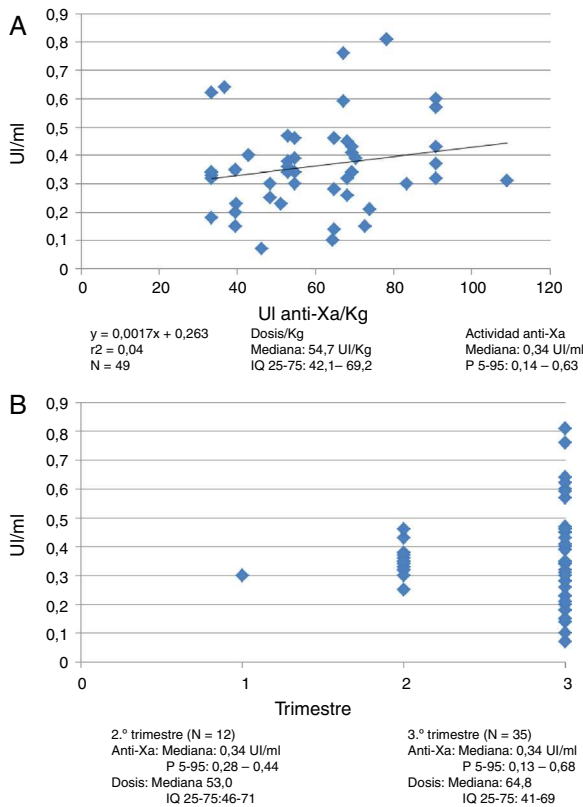 A
0,9
0,8
0,7
0,6
0,5
0,4
0,3
0,2
0,1
0
UI/ml
0 20 40 60 80 100 120
UI anti-Xa/Kg
y = 0,0017x + 0,263 Dosis/Kg Actividad anti-Xa
r2 = 0,04 Mediana: 54,7 UI/Kg Mediana: 0,34 UI/ml
N = 49 IQ 25-75: 42,1– 69,2 P 5-95: 0,14 – 0,63
B
0,9
0,8
0,7
0,6
0,5
0,4
0,3
0,2
0,1
0
UI/ml
0 1 2 3
Trimestre
2.º trimestre (N = 12) 3.º trimestre (N = 35)
Anti-Xa: Mediana: 0,34 UI/ml Anti-Xa: Mediana: 0,34 UI/ml
P 5-95: 0,28 – 0,44 P 5-95: 0,13 – 0,68
Dosis: Mediana 53,0 Dosis: Mediana 64,8
IQ 25-75:46-71 IQ 25-75: 41-69